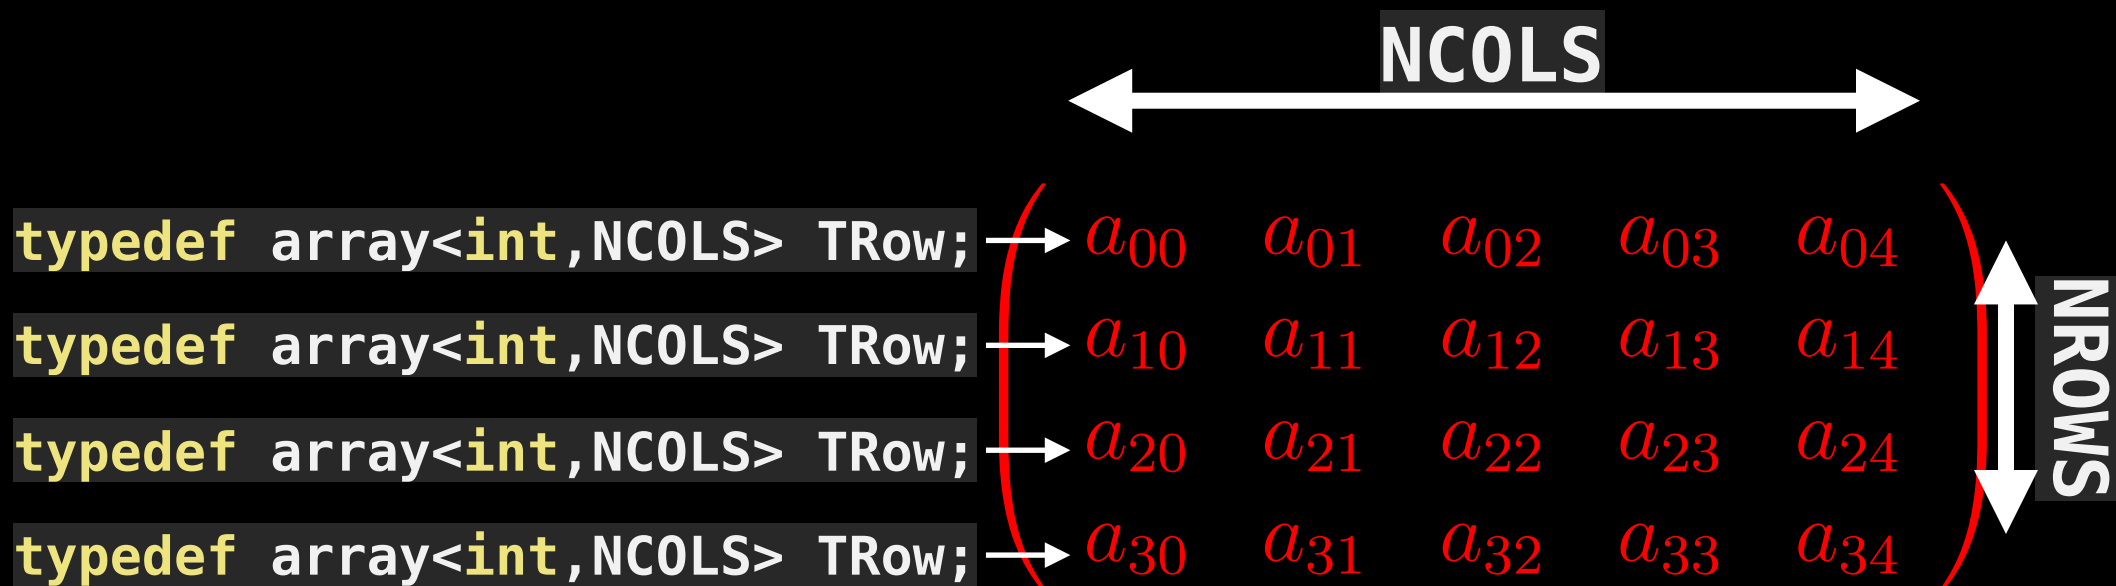 NCOLS
typedef array<int,NCOLS> TRow; a00 a01 a02 a03 a04
typedef array<int,NCOLS> TRow; a10 a11 a12 a13 a14
typedef array<int,NCOLS> TRow; a20 a21 a22 a23 a24
typedef array<int,NCOLS> TRow; a30 a31 a32 a33 a34
NROWS